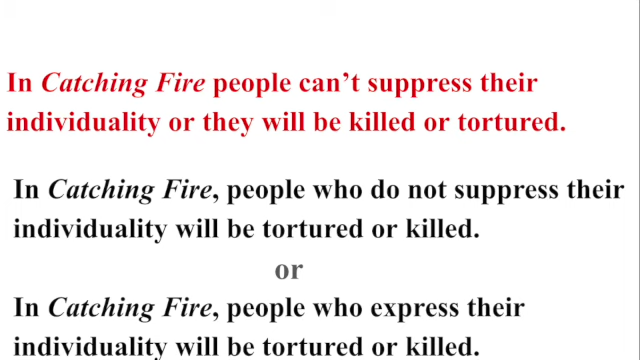 In Catching Fire people can’t suppress their
individuality or they will be killed or tortured.
In Catching Fire, people who do not suppress their
individuality will be tortured or killed.
or
In Catching Fire, people who express their
individuality will be tortured or killed.